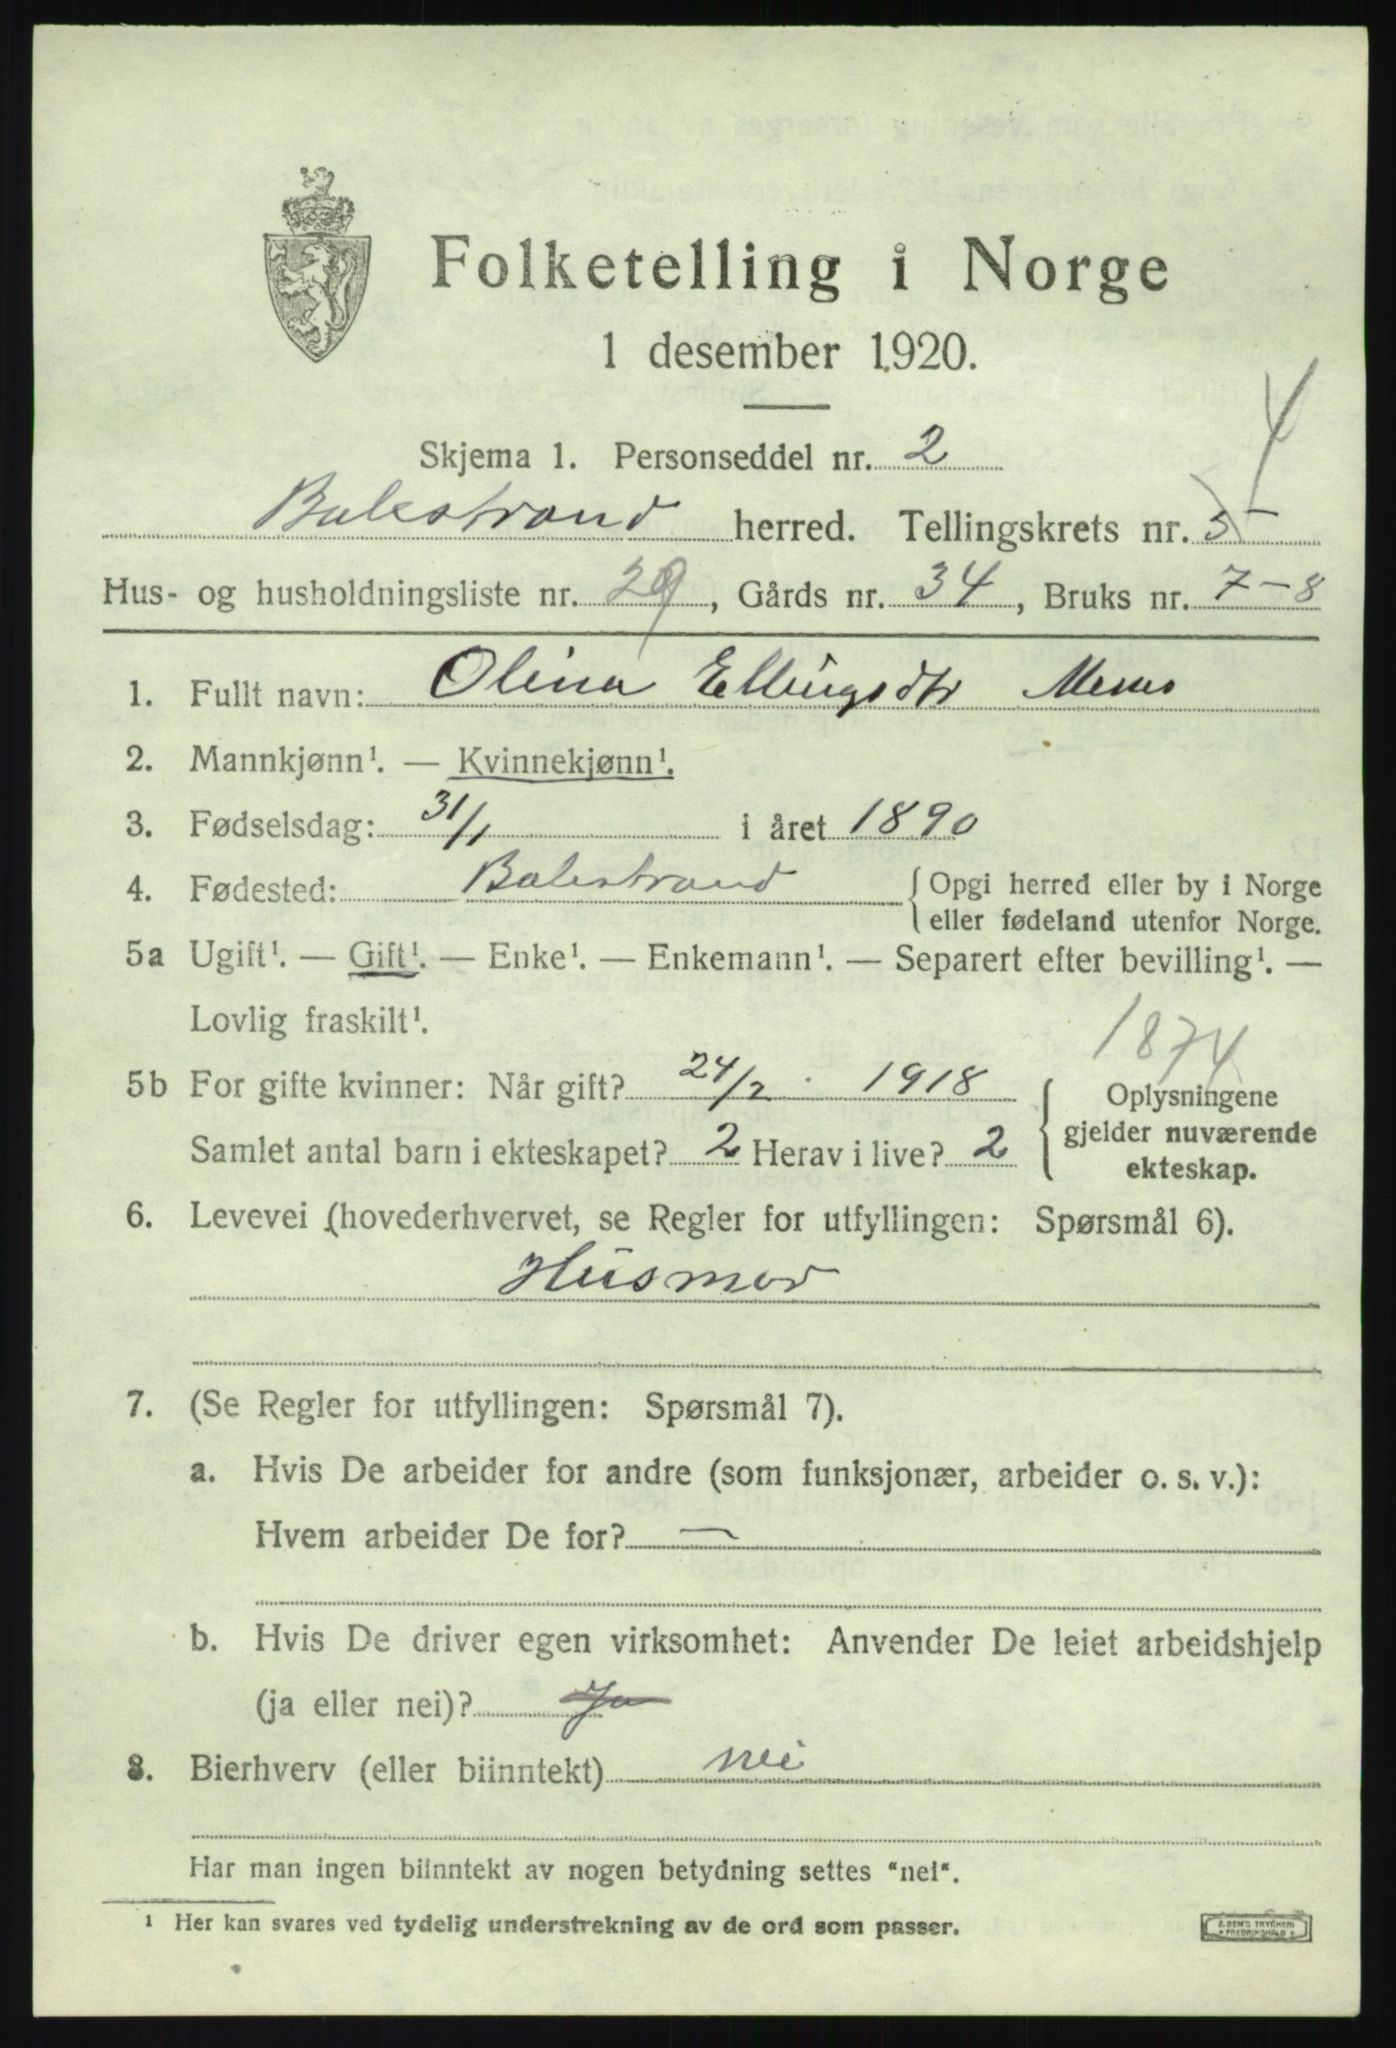 Folketelling i Norge
1 desember 1920.
Skjema 1. Personseddel nr. 2
4
Balestrand herred. Tellingskrets nr. 5
Hus- og husholdningsliste nr. 29, Gårds nr. 34, Bruks nr. 7-8
1. Fullt navn: Olina Ellingsdtr Menes
2. Mannkjønn¹. — Kvinnekjønn¹.
3. Fødselsdag: 31/1 i året 1890
4. Fødested: Balestrand { Opgi herred eller by i Norge
eller fødeland utenfor Norge.
5a Ugift¹. — Gift¹. — Enke¹. — Enkemann¹. — Separert efter bevilling¹. —
Lovlig fraskilt¹.
1874
5b For gifte kvinner: Når gift? 24/2 1918 { Oplysningene
gjelder nuværende
Samlet antal barn i ekteskapet? 2 Herav i live? 2
ekteskap.
6. Levevei (hovederhvervet, se Regler for utfyllingen: Spørsmål 6).
Husmor
7. (Se Regler for utfyllingen: Spørsmål 7).
a. Hvis De arbeider for andre (som funksjonær, arbeider o. s. v.):
Hvem arbeider De for? —
b. Hvis De driver egen virksomhet: Anvender De leiet arbeidshjelp
(ja eller nei)? Ja
8. Bierhverv (eller biinntekt) nei
Har man ingen biinntekt av nogen betydning settes "nei".
¹ Her kan svares ved tydelig understrekning av de ord som passer.